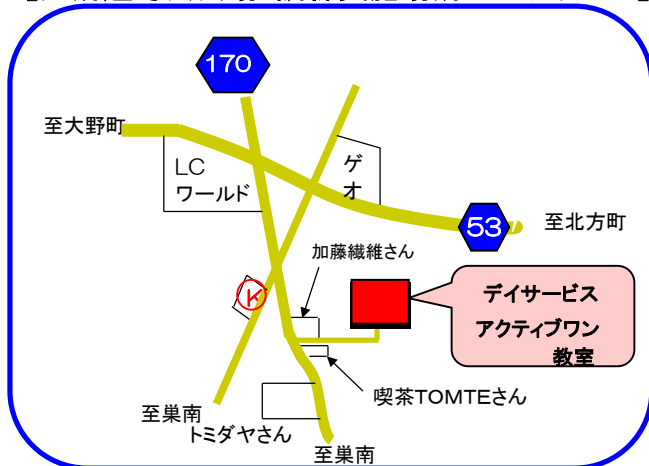 170
至大野町
LC
ワールド
ゲ
オ
53
至北方町
加藤繊維さん
K
デイサービス
アクティブワン
教室
喫茶TOMTEさん
至巣南
トミダヤさん
至巣南